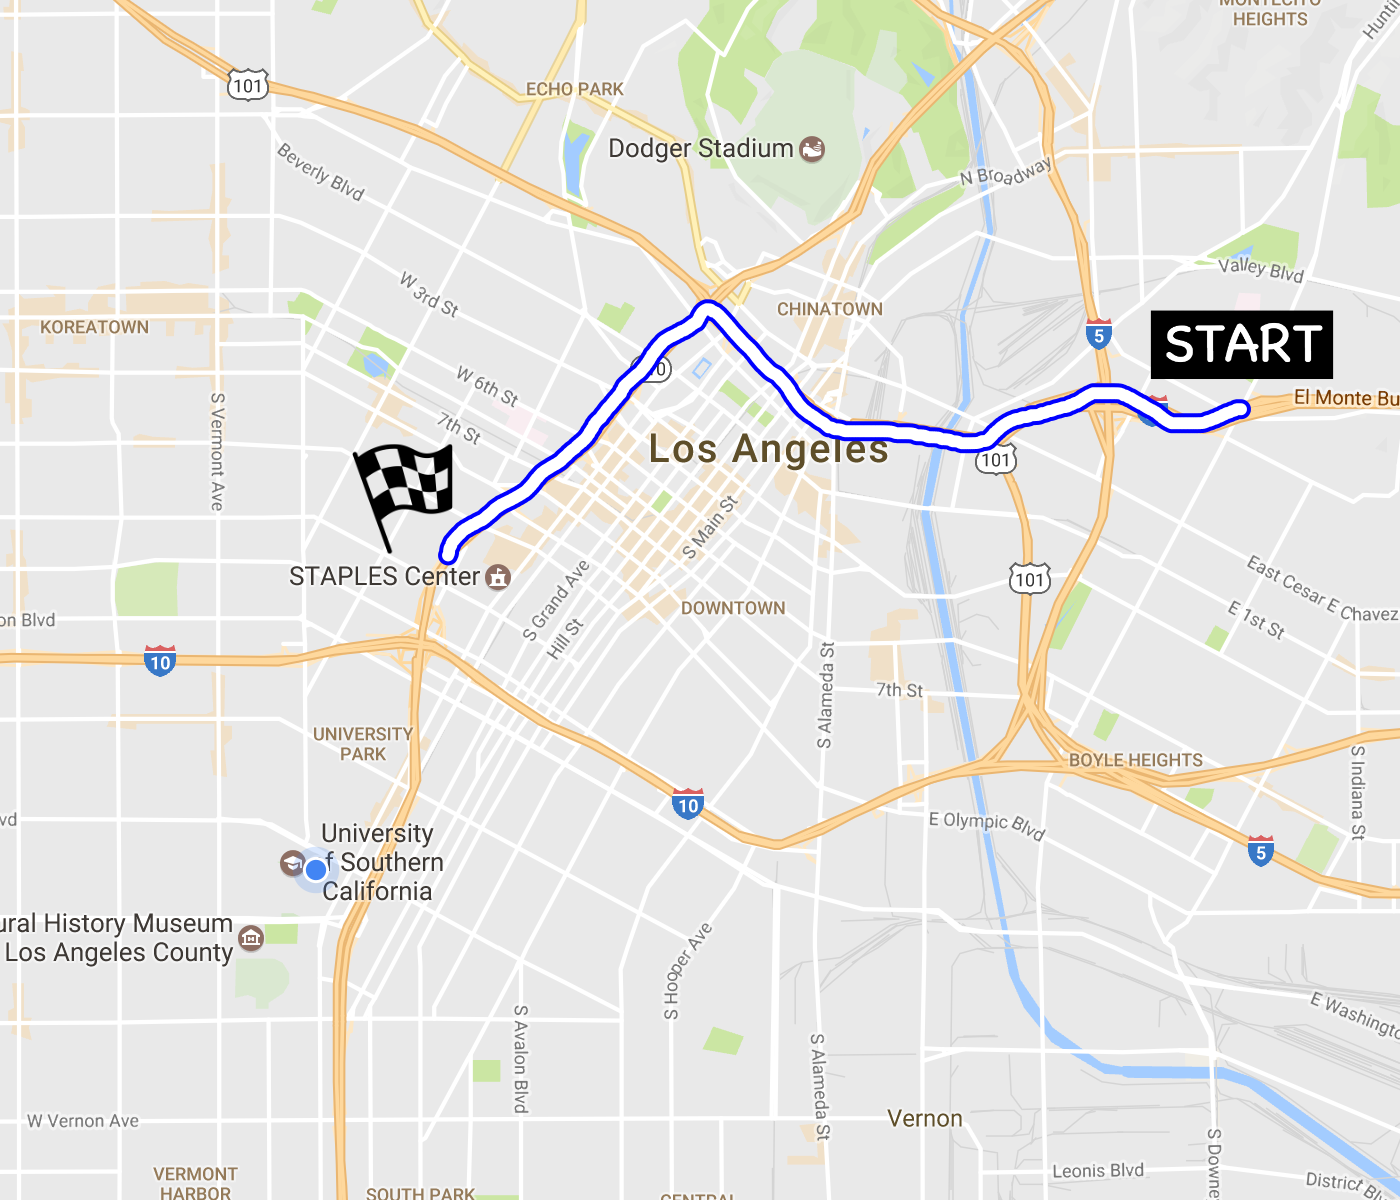 MONTECITO
HEIGHTS
101
ECHO PARK
Dodger Stadium
Beverly Blvd
N Broadway
W 3rd St
Valley Blvd
CHINATOWN
KOREATOWN
5
START
W 6th St
El Monte Bu
S Vermont Ave
7th St
Los Angeles
101
S Main St
STAPLES Center
101
East Cesar E Chavez
S Grand Ave
DOWNTOWN
E 1st St
on Blvd
Hill St
10
S Alameda St
7th St
UNIVERSITY
PARK
BOYLE HEIGHTS
S Indiana St
10
vd
E Olympic Blvd
University
of Southern
California
5
ural History Museum
Los Angeles County
S Hooper Ave
E Washingto
S Avalon Blvd
S Alameda St
W Vernon Ave
Vernon
S Downe
Leonis Blvd
District B
VERMONT
HARBOR
SOUTH PARK
CENTRAL